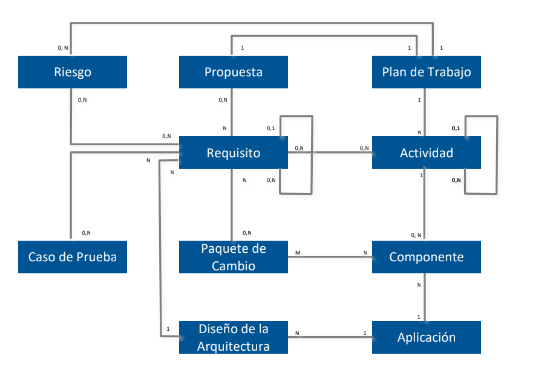 0, N
1
1
1
Riesgo
Propuesta
Plan de Trabajo
0,N
0,N
1
0,N
N
0,1
N
0,1
Requisito
0,N
0,N
Actividad
N
N
N
0,N
1
0,N
0,N
0,N
0, N
Caso de Prueba
Paquete de
Cambio
M
N
Componente
N
1
1
Diseño de la
Arquitectura
N
1
Aplicación